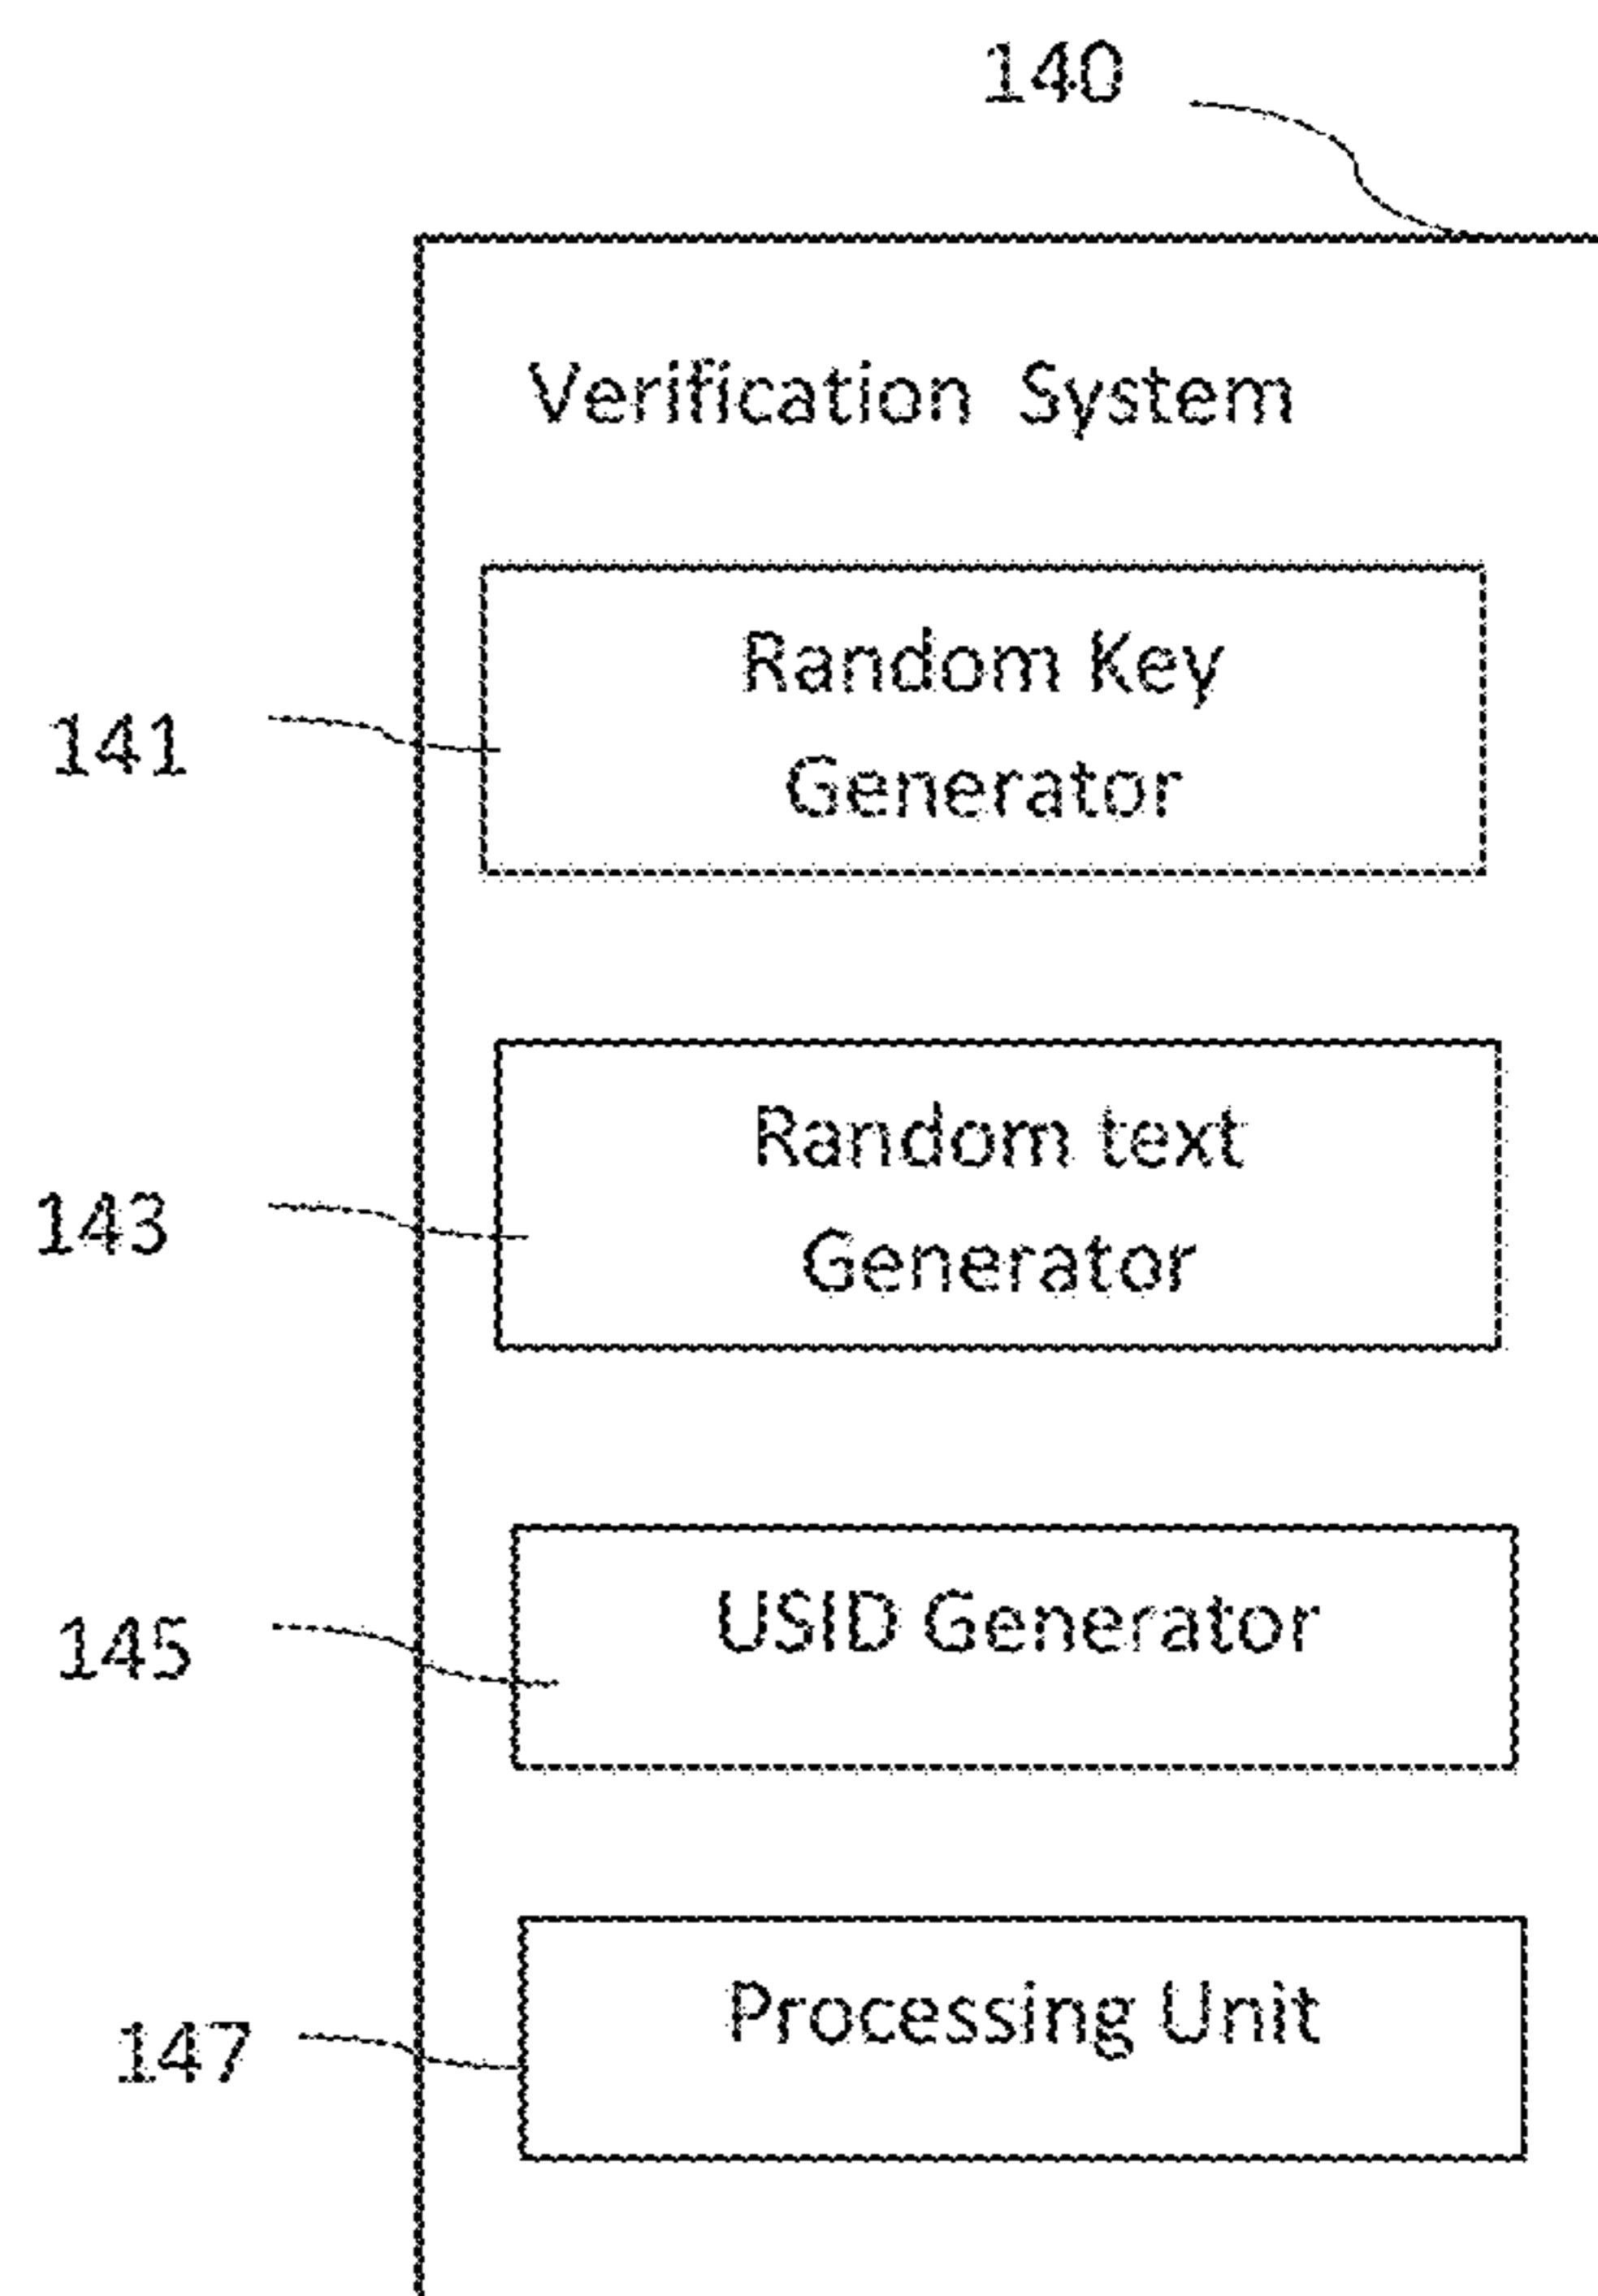 140
Verification System
Random Key
141
Generator
Random text
143
Generator
USID Generator
145
Processing Unit
147